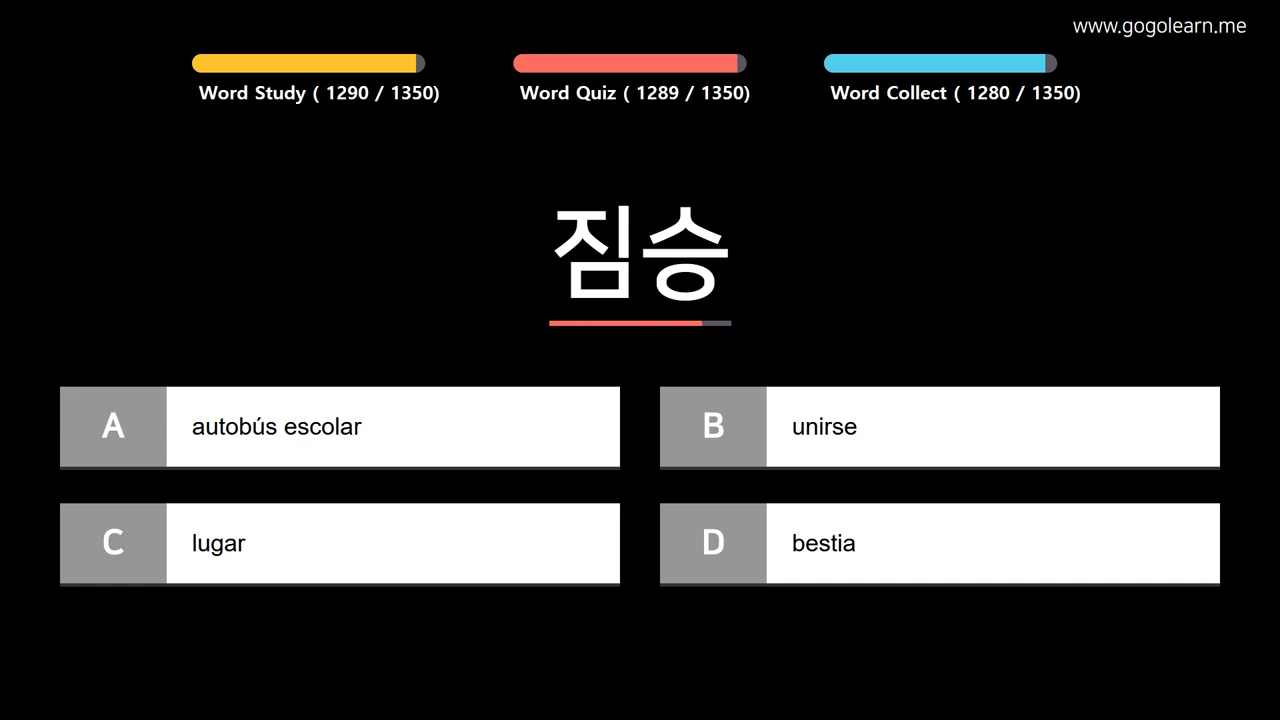 www.gogolearn.me
Word Study ( 1290 / 1350)
Word Quiz ( 1289 / 1350)
Word Collect ( 1280 / 1350)
짐승
A autobús escolar
B unirse
C lugar
D bestia